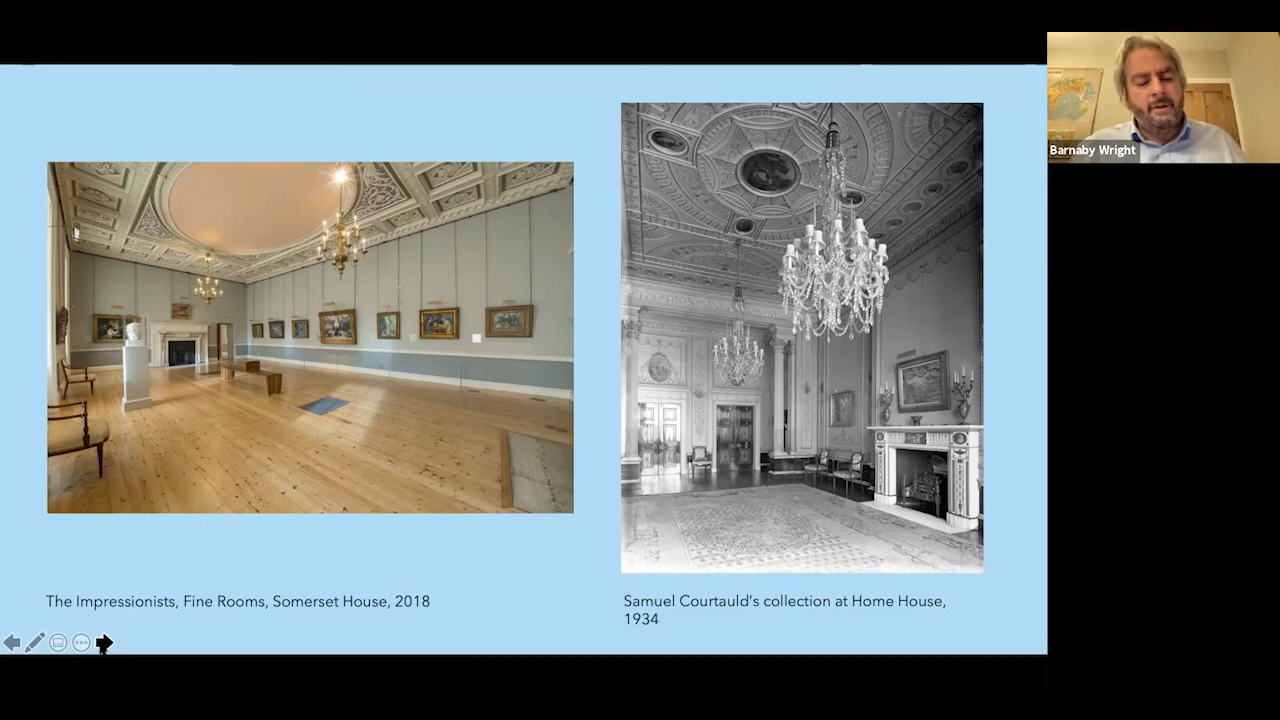 Barnaby Wright
The Impressionists, Fine Rooms, Somerset House, 2018
Samuel Courtauld's collection at Home House,
1934